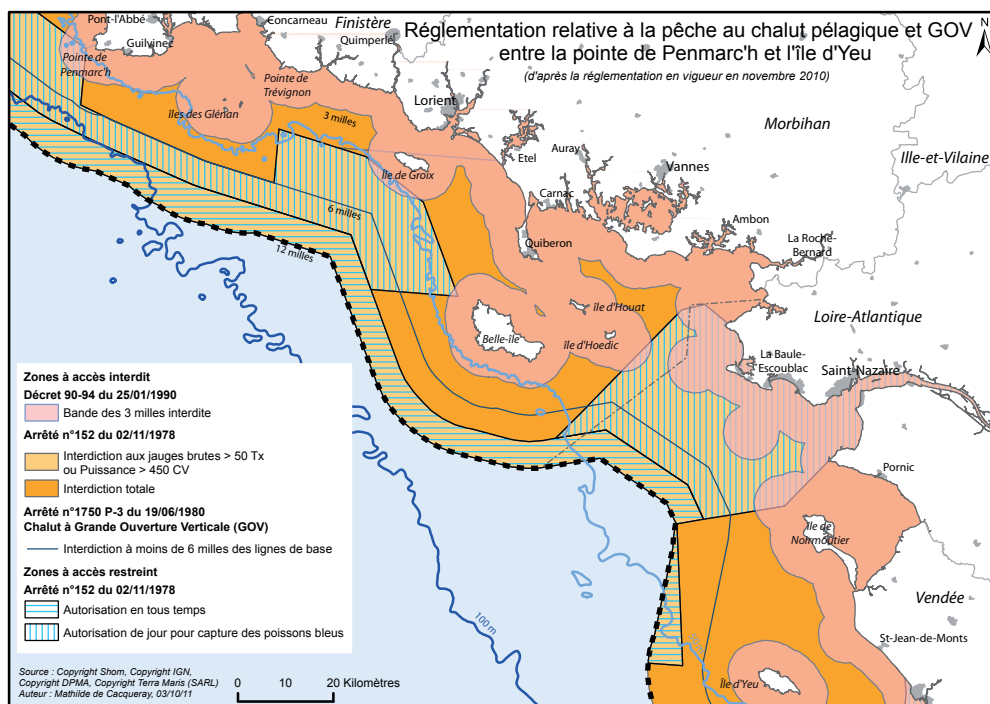 Réglementation relative à la pêche au chalut pélagique et GOV
entre la pointe de Penmarc'h et l'île d'Yeu
(d'après la réglementation en vigueur en novembre 2010)
N
Pont-l'Abbé
Concarneau
Finistère
Guilvinec
Quimperlé
Pointe de
Penmarc'h
Pointe de
Trévignon
Lorient
îles des Glénan
3 milles
Morbihan
Etel
Auray
Ille-et-Vilaine
Île de Groix
Vannes
Carnac
6 milles
Ambon
Quiberon
La Roche-
Bernard
12 milles
île d'Houat
Loire-Atlantique
Belle-île
île d'Hoedic
La Baule-
Escoublac
Saint-Nazaire
Pornic
Île de
Noirmoutier
Vendée
100 m
50m
St-Jean-de-Monts
Île d'Yeu
Zones à accès interdit
Décret 90-94 du 25/01/1990
Bande des 3 milles interdite
Arrêté n°152 du 02/11/1978
Interdiction aux jauges brutes > 50 Tx
ou Puissance > 450 CV
Interdiction totale
Arrêté n°1750 P-3 du 19/06/1980
Chalut à Grande Ouverture Verticale (GOV)
Interdiction à moins de 6 milles des lignes de base
Zones à accès restreint
Arrêté n°152 du 02/11/1978
Autorisation en tous temps
Autorisation de jour pour capture des poissons bleus
Source : Copyright Shom, Copyright IGN,
Copyright DPMA, Copyright Terra Maris (SARL)
Auteur : Mathilde de Cacqueray, 03/10/11
0 10 20 Kilomètres